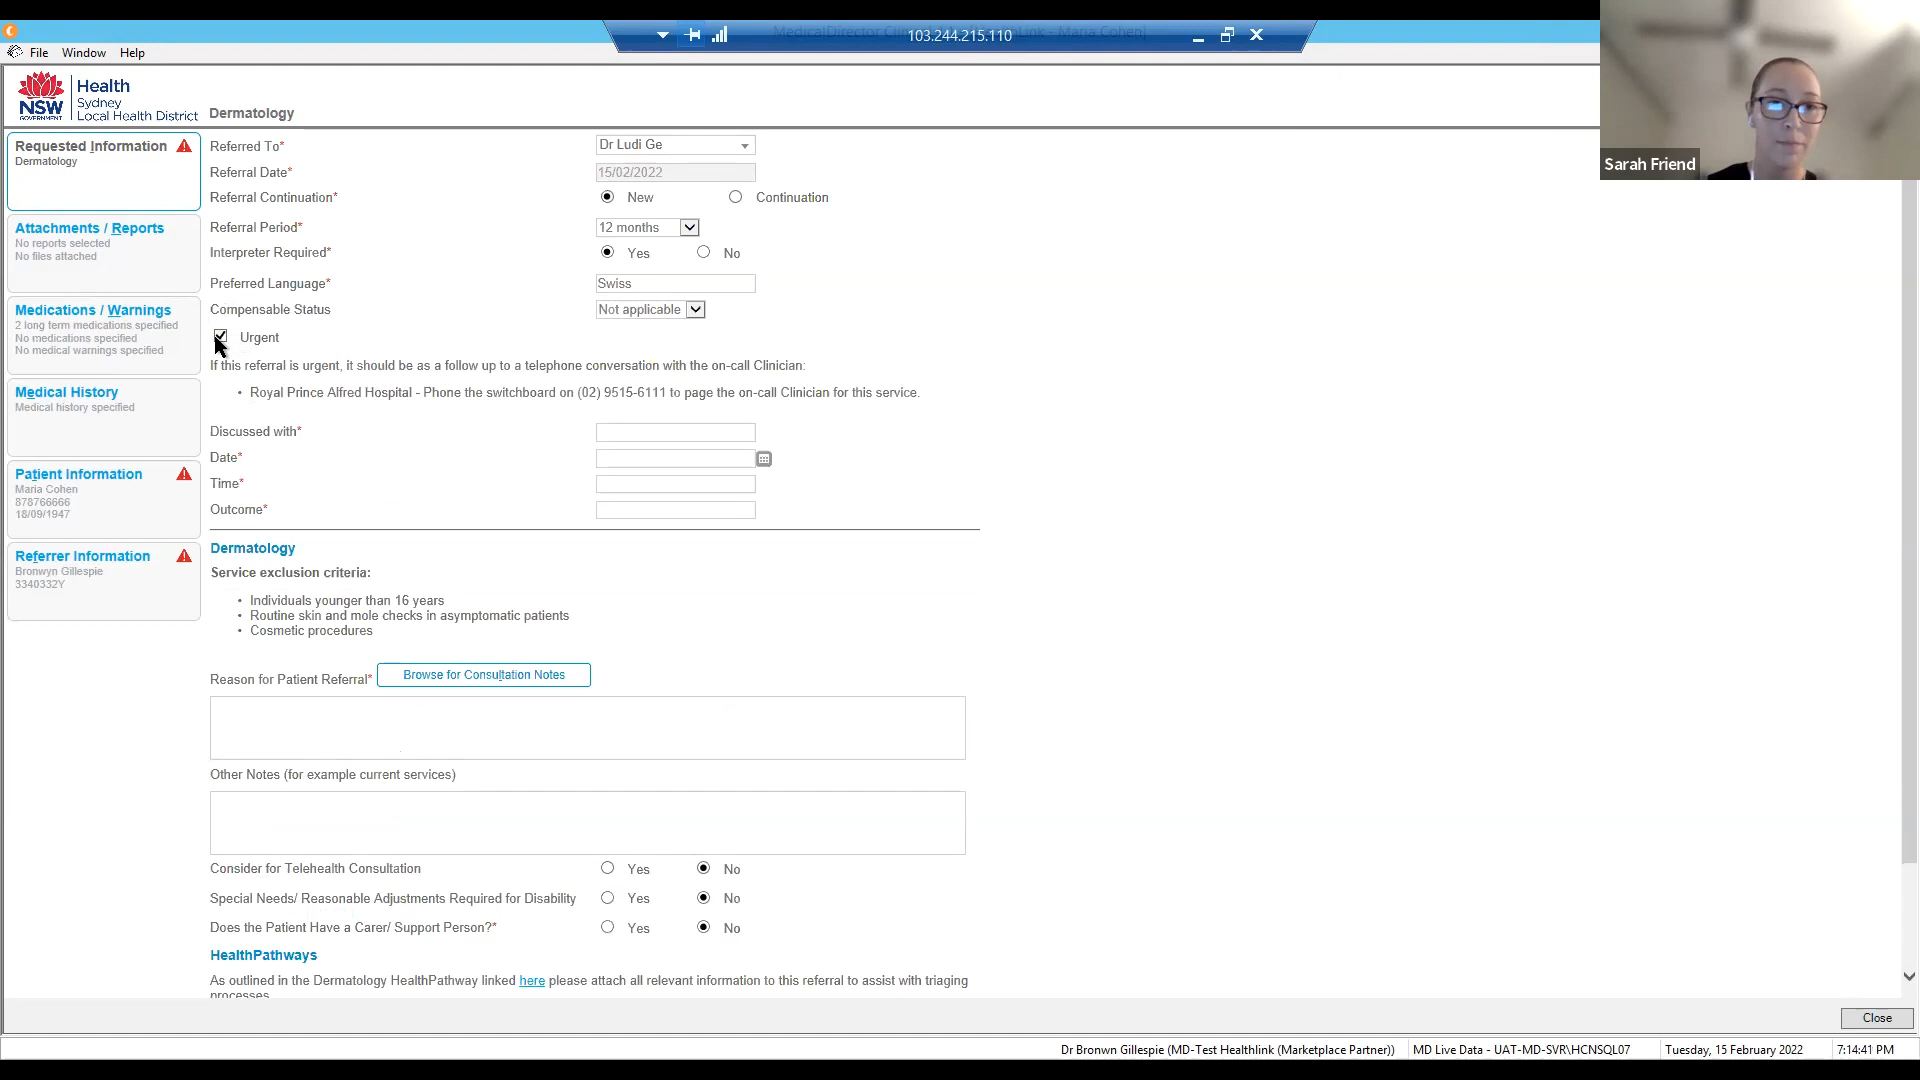 MedicalDirector Clin
Link - Maria Cohen]
103.244.215.110
File Window Help
NSW
GOVERNMENT
Health
Sydney
Local Health District
Dermatology
Sarah Friend
Requested Information
Dermatology
Attachments / Reports
No reports selected
No files attached
Medications / Warnings
2 long term medications specified
No medications specified
No medical warnings specified
Medical History
Medical history specified
Patient Information
Maria Cohen
878766666
18/09/1947
Referrer Information
Bronwyn Gillespie
3340332Y
Referred To* Dr Ludi Ge
Referral Date* 15/02/2022
Referral Continuation* New Continuation
Referral Period* 12 months
Interpreter Required* Yes No
Preferred Language* Swiss
Compensable Status Not applicable
Urgent
If this referral is urgent, it should be as a follow up to a telephone conversation with the on-call Clinician:
• Royal Prince Alfred Hospital - Phone the switchboard on (02) 9515-6111 to page the on-call Clinician for this service.
Discussed with*
Date*
Time*
Outcome*
Dermatology
Service exclusion criteria:
• Individuals younger than 16 years
• Routine skin and mole checks in asymptomatic patients
• Cosmetic procedures
Reason for Patient Referral* Browse for Consultation Notes
Other Notes (for example current services)
Consider for Telehealth Consultation Yes No
Special Needs/ Reasonable Adjustments Required for Disability Yes No
Does the Patient Have a Carer/ Support Person?* Yes No
HealthPathways
As outlined in the Dermatology HealthPathway linked here please attach all relevant information to this referral to assist with triaging
processes
Close
Dr Bronwn Gillespie (MD-Test Healthlink (Marketplace Partner)) MD Live Data - UAT-MD-SVR\HCNSQL07 Tuesday, 15 February 2022 7:14:41 PM